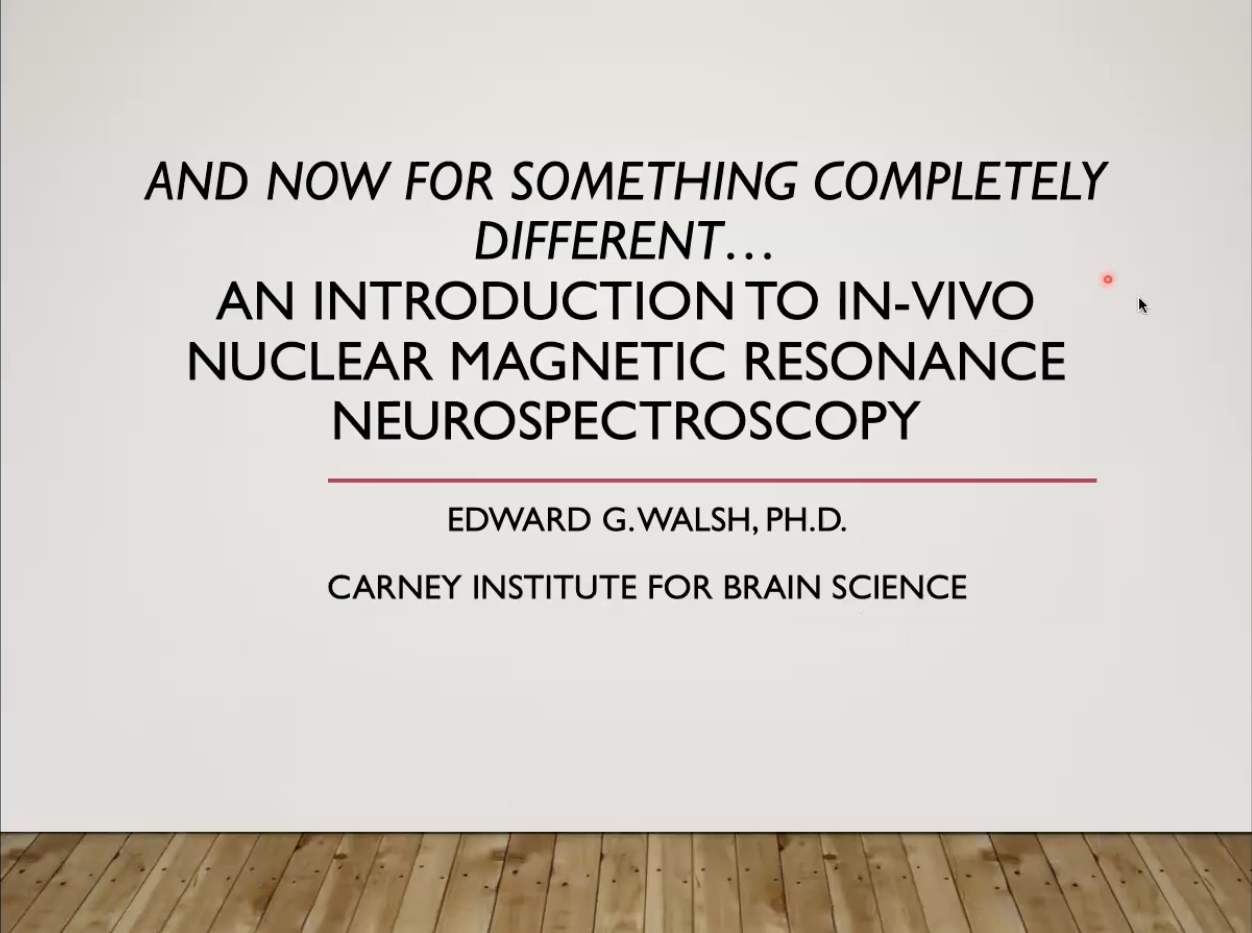 AND NOW FOR SOMETHING COMPLETELY
DIFFERENT…
AN INTRODUCTION TO IN-VIVO
NUCLEAR MAGNETIC RESONANCE
NEUROSPECTROSCOPY
EDWARD G. WALSH, PH.D.
CARNEY INSTITUTE FOR BRAIN SCIENCE